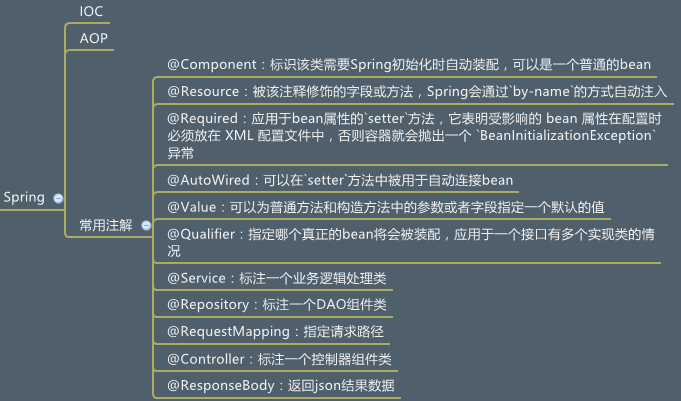 IOC
AOP
@Component：标识该类需要Spring初始化时自动装配，可以是一个普通的bean
@Resource：被该注释修饰的字段或方法，Spring会通过`by-name`的方式自动注入
@Required：应用于bean属性的`setter`方法，它表明受影响的 bean 属性在配置时
必须放在 XML 配置文件中，否则容器就会抛出一个 `BeanInitializationException`
异常
@AutoWired：可以在`setter`方法中被用于自动连接bean
Spring
@Value：可以为普通方法和构造方法中的参数或者字段指定一个默认的值
常用注解
@Qualifier：指定哪个真正的bean将会被装配，应用于一个接口有多个实现类的情
况
@Service：标注一个业务逻辑处理类
@Repository：标注一个DAO组件类
@RequestMapping：指定请求路径
@Controller：标注一个控制器组件类
@ResponseBody：返回json结果数据